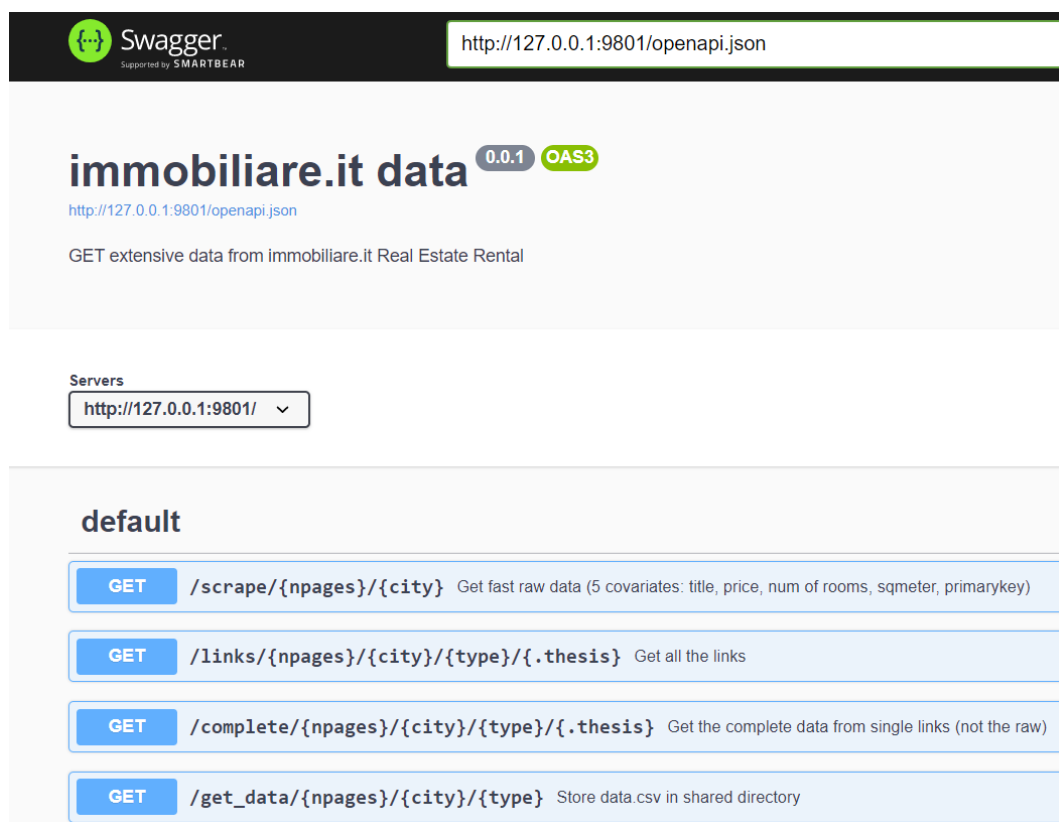 {...} Swagger.
Supported by SMARTBEAR
http://127.0.0.1:9801/openapi.json
immobiliare.it data 0.0.1 OAS3
http://127.0.0.1:9801/openapi.json
GET extensive data from immobiliare.it Real Estate Rental
Servers
http://127.0.0.1:9801/
default
GET /scrape/{npages}/{city} Get fast raw data (5 covariates: title, price, num of rooms, sqmeter, primarykey)
GET /links/{npages}/{city}/{type}/{.thesis} Get all the links
GET /complete/{npages}/{city}/{type}/{.thesis} Get the complete data from single links (not the raw)
GET /get_data/{npages}/{city}/{type} Store data.csv in shared directory